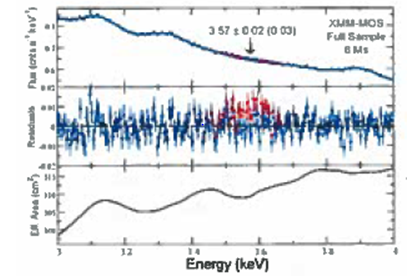 Flux (cnts s⁻¹ keV⁻¹)
3.57 ± 0.02 (0.03)
XMM-MOS
Full Sample
6 Ms
Residuals
Eff. Area (cm²)
3
3.2
3.4
3.6
3.8
4
Energy (keV)